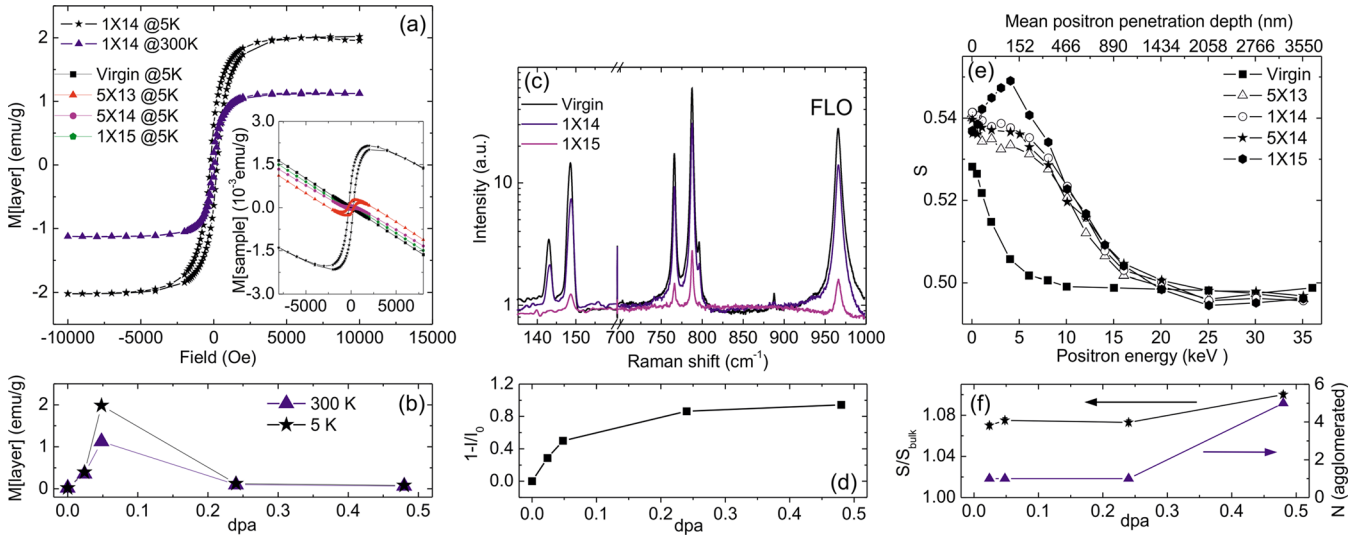 (a)
1X14 @5K
1X14 @300K
Virgin @5K
5X13 @5K
5X14 @5K
1X15 @5K
M[layer] (emu/g)
2
1
0
-1
-2
-10000 -5000 0 5000 10000 15000
Field (Oe)
M[sample] (10⁻³ emu/g)
3.0
1.5
0.0
-1.5
-3.0
-5000 0 5000
(b)
300 K
5 K
M[layer] (emu/g)
2
1
0
0.0 0.1 0.2 0.3 0.4 0.5
dpa
(c)
Virgin
1X14
1X15
FLO
Intensity (a.u.)
10
1
140 150 700 750 800 850 900 950 1000
Raman shift (cm⁻¹)
(d)
1-I/I₀
1.2
0.8
0.4
0.0
0.0 0.1 0.2 0.3 0.4 0.5
dpa
Mean positron penetration depth (nm)
0 152 466 890 1434 2058 2766 3550
(e)
Virgin
5X13
1X14
5X14
1X15
S
0.54
0.52
0.50
0 5 10 15 20 25 30 35
Positron energy (keV )
(f)
S/S_bulk
1.08
1.04
1.00
6
5
4
3
2
1
0
N (agglomerated)
0.0 0.1 0.2 0.3 0.4 0.5
dpa